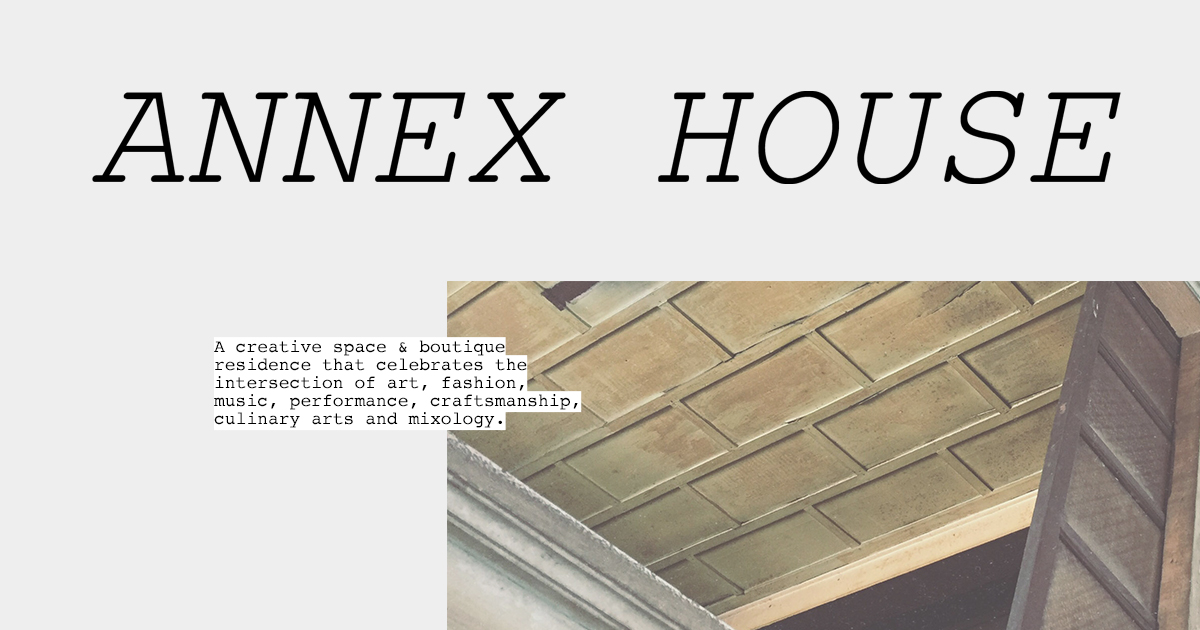 ANNEX HOUSE
A creative space & boutique
residence that celebrates the
intersection of art, fashion,
music, performance, craftsmanship,
culinary arts and mixology.